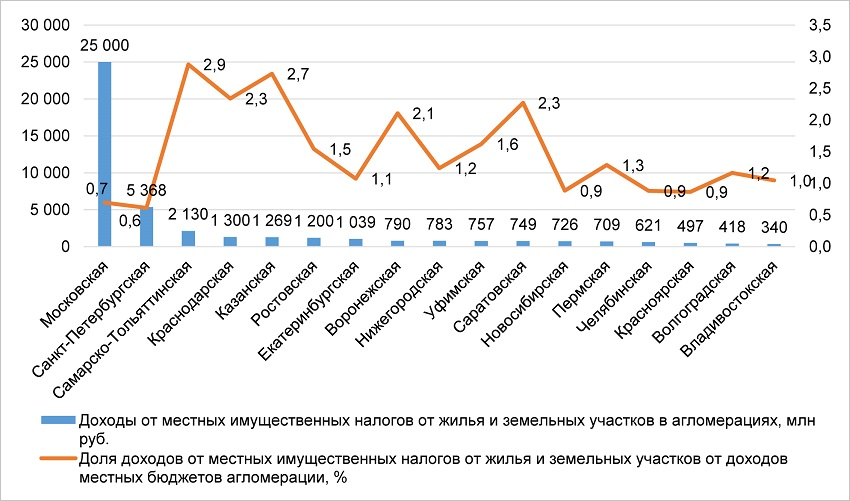 30 000
25 000
20 000
15 000
10 000
5 000
0
3,5
3,0
2,5
2,0
1,5
1,0
0,5
0,0
25 000
5 368
2 130
1 300
1 269
1 200
1 039
790
783
757
749
726
709
621
497
418
340
0,7
0,6
2,9
2,3
2,7
1,5
1,1
2,1
1,2
1,6
2,3
0,9
1,3
0,9
0,9
1,2
1,0
Московская
Санкт-Петербургская
Самарско-Тольяттинская
Краснодарская
Казанская
Ростовская
Екатеринбургская
Воронежская
Нижегородская
Уфимская
Саратовская
Новосибирская
Пермская
Челябинская
Красноярская
Волгоградская
Владивостокская
Доходы от местных имущественных налогов от жилья и земельных участков в агломерациях, млн
руб.
Доля доходов от местных имущественных налогов от жилья и земельных участков от доходов
местных бюджетов агломерации, %